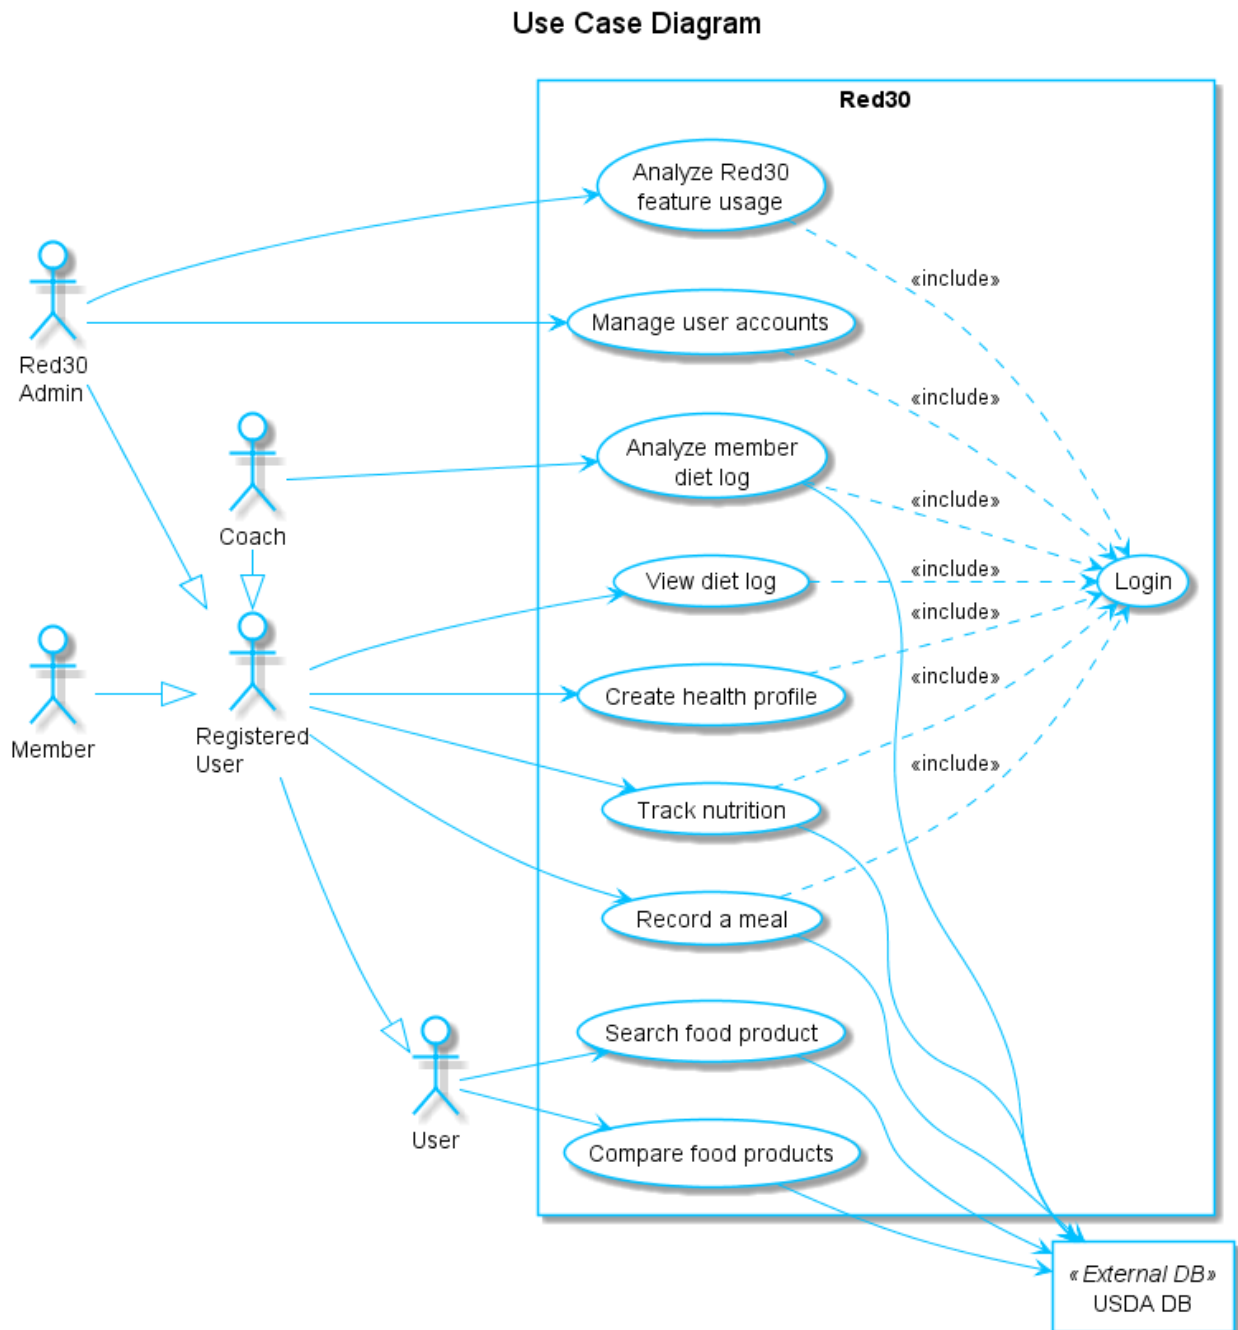 Use Case Diagram
Red30
Analyze Red30
feature usage
«include»
Manage user accounts
Red30
Admin
«include»
Analyze member
diet log
«include»
Coach
View diet log
«include»
Login
«include»
Create health profile
«include»
Member
Registered
User
«include»
Track nutrition
Record a meal
Search food product
User
Compare food products
«External DB»
USDA DB